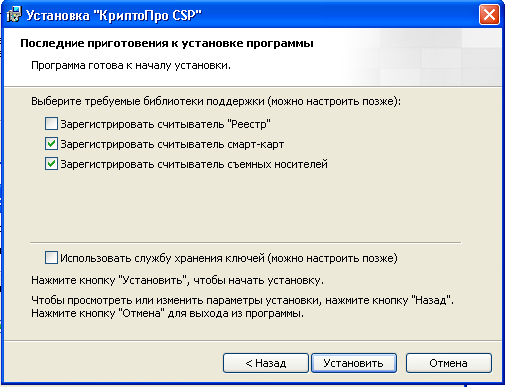 Установка "КриптоПро CSP"
Последние приготовления к установке программы
Программа готова к началу установки.
Выберите требуемые библиотеки поддержки (можно настроить позже):
Зарегистрировать считыватель "Реестр"
Зарегистрировать считыватель смарт-карт
Зарегистрировать считыватель съемных носителей
Использовать службу хранения ключей (можно настроить позже)
Нажмите кнопку "Установить", чтобы начать установку.
Чтобы просмотреть или изменить параметры установки, нажмите кнопку "Назад".
Нажмите кнопку "Отмена" для выхода из программы.
< Назад Установить Отмена